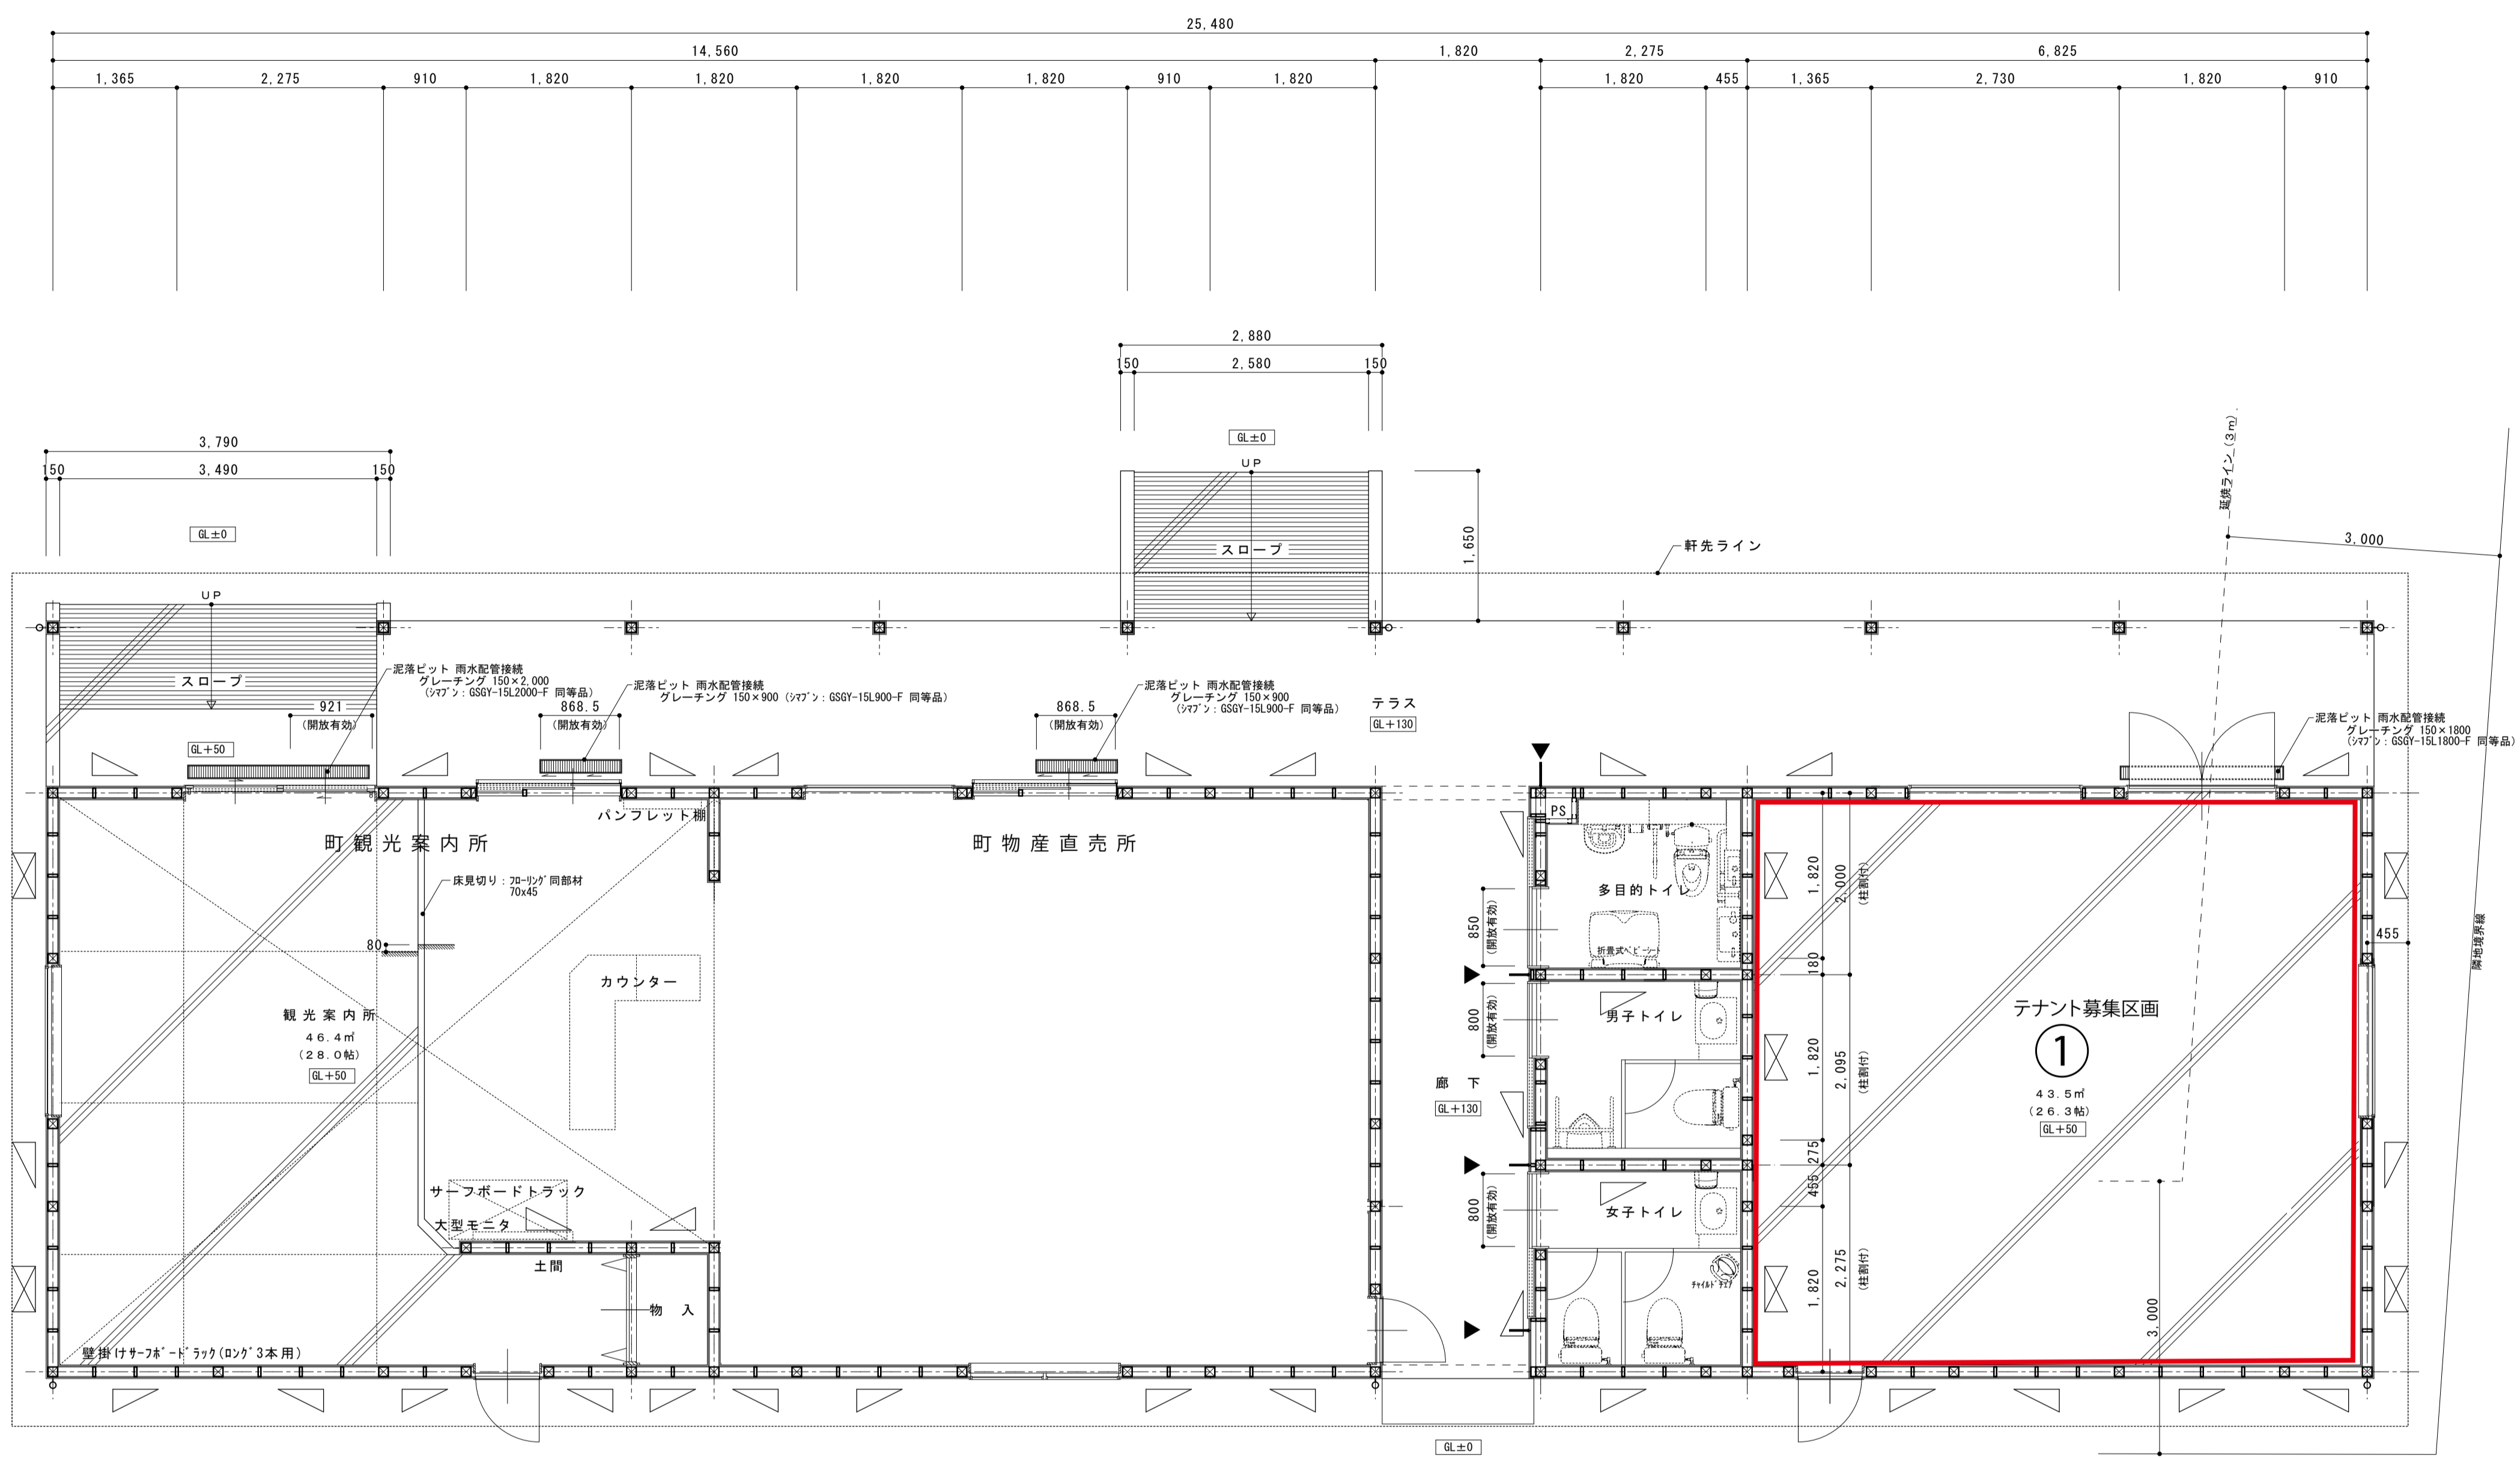 25,480
14,560 1,820 2,275 6,825
1,365 2,275 910 1,820 1,820 1,820 1,820 910 1,820 1,820 455 1,365 2,730 1,820 910
2,880
150 2,580 150
GL±0
3,790
150 3,490 150
GL±0
UP
スロープ
1,650
軒先ライン
延焼ライン(3m)
3,000
UP
スロープ
泥落ピット 雨水配管接続
グレーチング 150×2,000
(シマブン:GSGY-15L2000-F 同等品)
921
(開放有効)
GL+50
泥落ピット 雨水配管接続
グレーチング 150×900 (シマブン:GSGY-15L900-F 同等品)
868.5
(開放有効)
泥落ピット 雨水配管接続
グレーチング 150×900
(シマブン:GSGY-15L900-F 同等品)
868.5
(開放有効)
テラス
GL+130
泥落ピット 雨水配管接続
グレーチング 150×1800
(シマブン:GSGY-15L1800-F 同等品)
パンフレット棚
町観光案内所
町物産直売所
PS
床見切り:フローリング同部材
70x45
80
カウンター
観光案内所
46.4㎡
(28.0帖)
GL+50
サーフボードトラック
大型モニタ
土間
物 入
壁掛けサーフボードラック(ロング3本用)
廊 下
GL+130
850
(開放有効)
多目的トイレ
折畳式ベビーシート
800
(開放有効)
男子トイレ
800
(開放有効)
女子トイレ
チャイルドチェア
1,820
2,000
(柱割付)
180
1,820
2,095
(柱割付)
275
455
1,820
2,275
(柱割付)
テナント募集区画
1
43.5㎡
(26.3帖)
GL+50
455
隣地境界線
3,000
GL±0